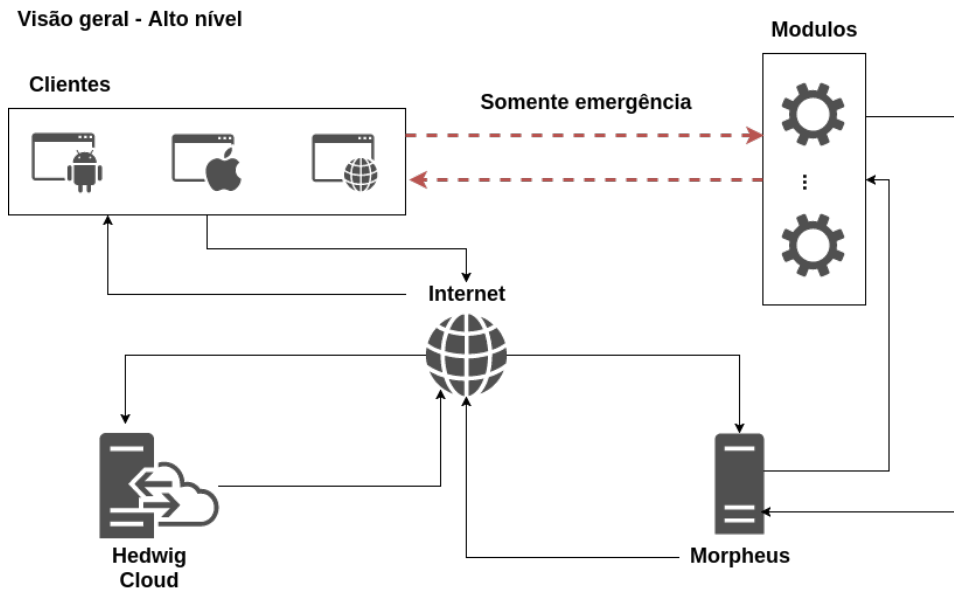 Visão geral - Alto nível
Modulos
Clientes
Somente emergência
...
Internet
Hedwig
Cloud
Morpheus